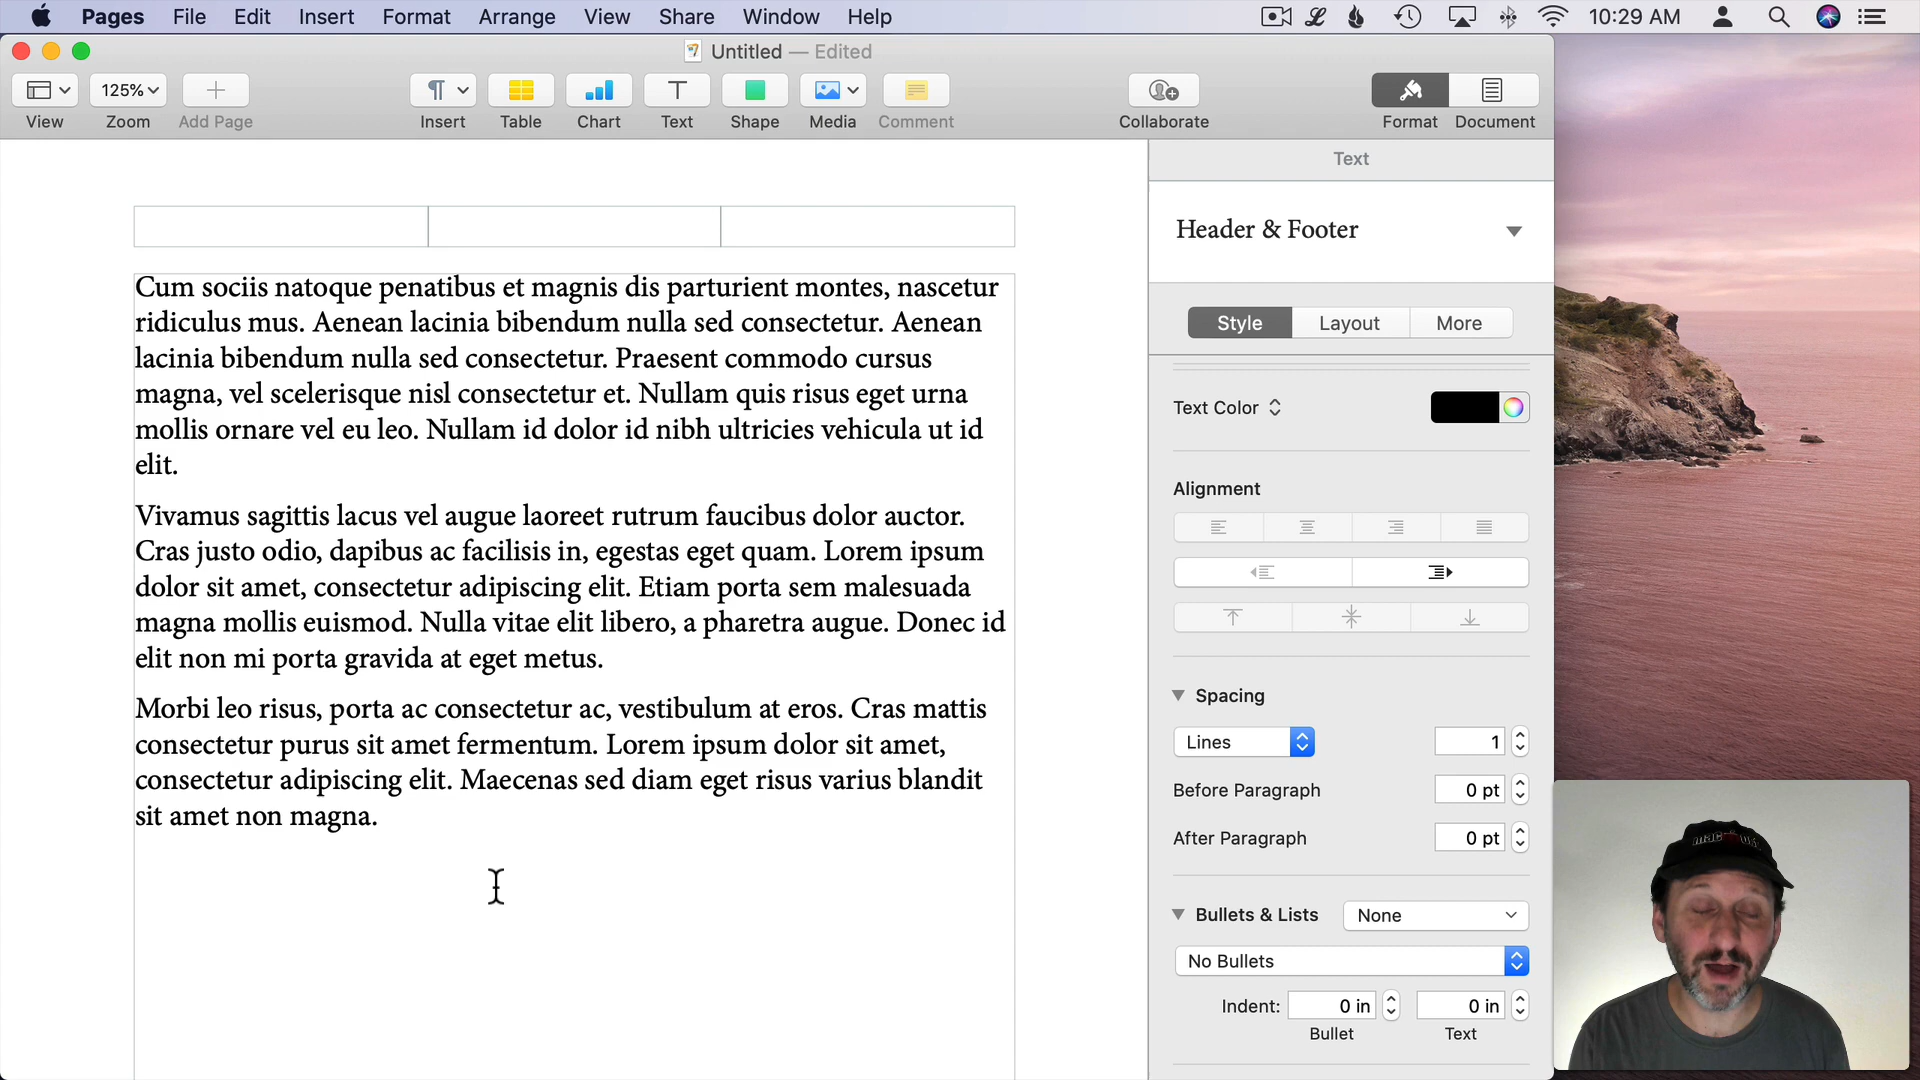 Pages File Edit Insert Format Arrange View Share Window Help 10:29 AM
Untitled — Edited
125%
View Zoom Add Page Insert Table Chart Text Shape Media Comment Collaborate Format Document
Text
Header & Footer
Style Layout More
Text Color
Alignment
Spacing
Lines 1
Before Paragraph 0 pt
After Paragraph 0 pt
Bullets & Lists None
No Bullets
Indent: 0 in 0 in
Bullet Text
Cum sociis natoque penatibus et magnis dis parturient montes, nascetur
ridiculus mus. Aenean lacinia bibendum nulla sed consectetur. Aenean
lacinia bibendum nulla sed consectetur. Praesent commodo cursus
magna, vel scelerisque nisl consectetur et. Nullam quis risus eget urna
mollis ornare vel eu leo. Nullam id dolor id nibh ultricies vehicula ut id
elit.
Vivamus sagittis lacus vel augue laoreet rutrum faucibus dolor auctor.
Cras justo odio, dapibus ac facilisis in, egestas eget quam. Lorem ipsum
dolor sit amet, consectetur adipiscing elit. Etiam porta sem malesuada
magna mollis euismod. Nulla vitae elit libero, a pharetra augue. Donec id
elit non mi porta gravida at eget metus.
Morbi leo risus, porta ac consectetur ac, vestibulum at eros. Cras mattis
consectetur purus sit amet fermentum. Lorem ipsum dolor sit amet,
consectetur adipiscing elit. Maecenas sed diam eget risus varius blandit
sit amet non magna.